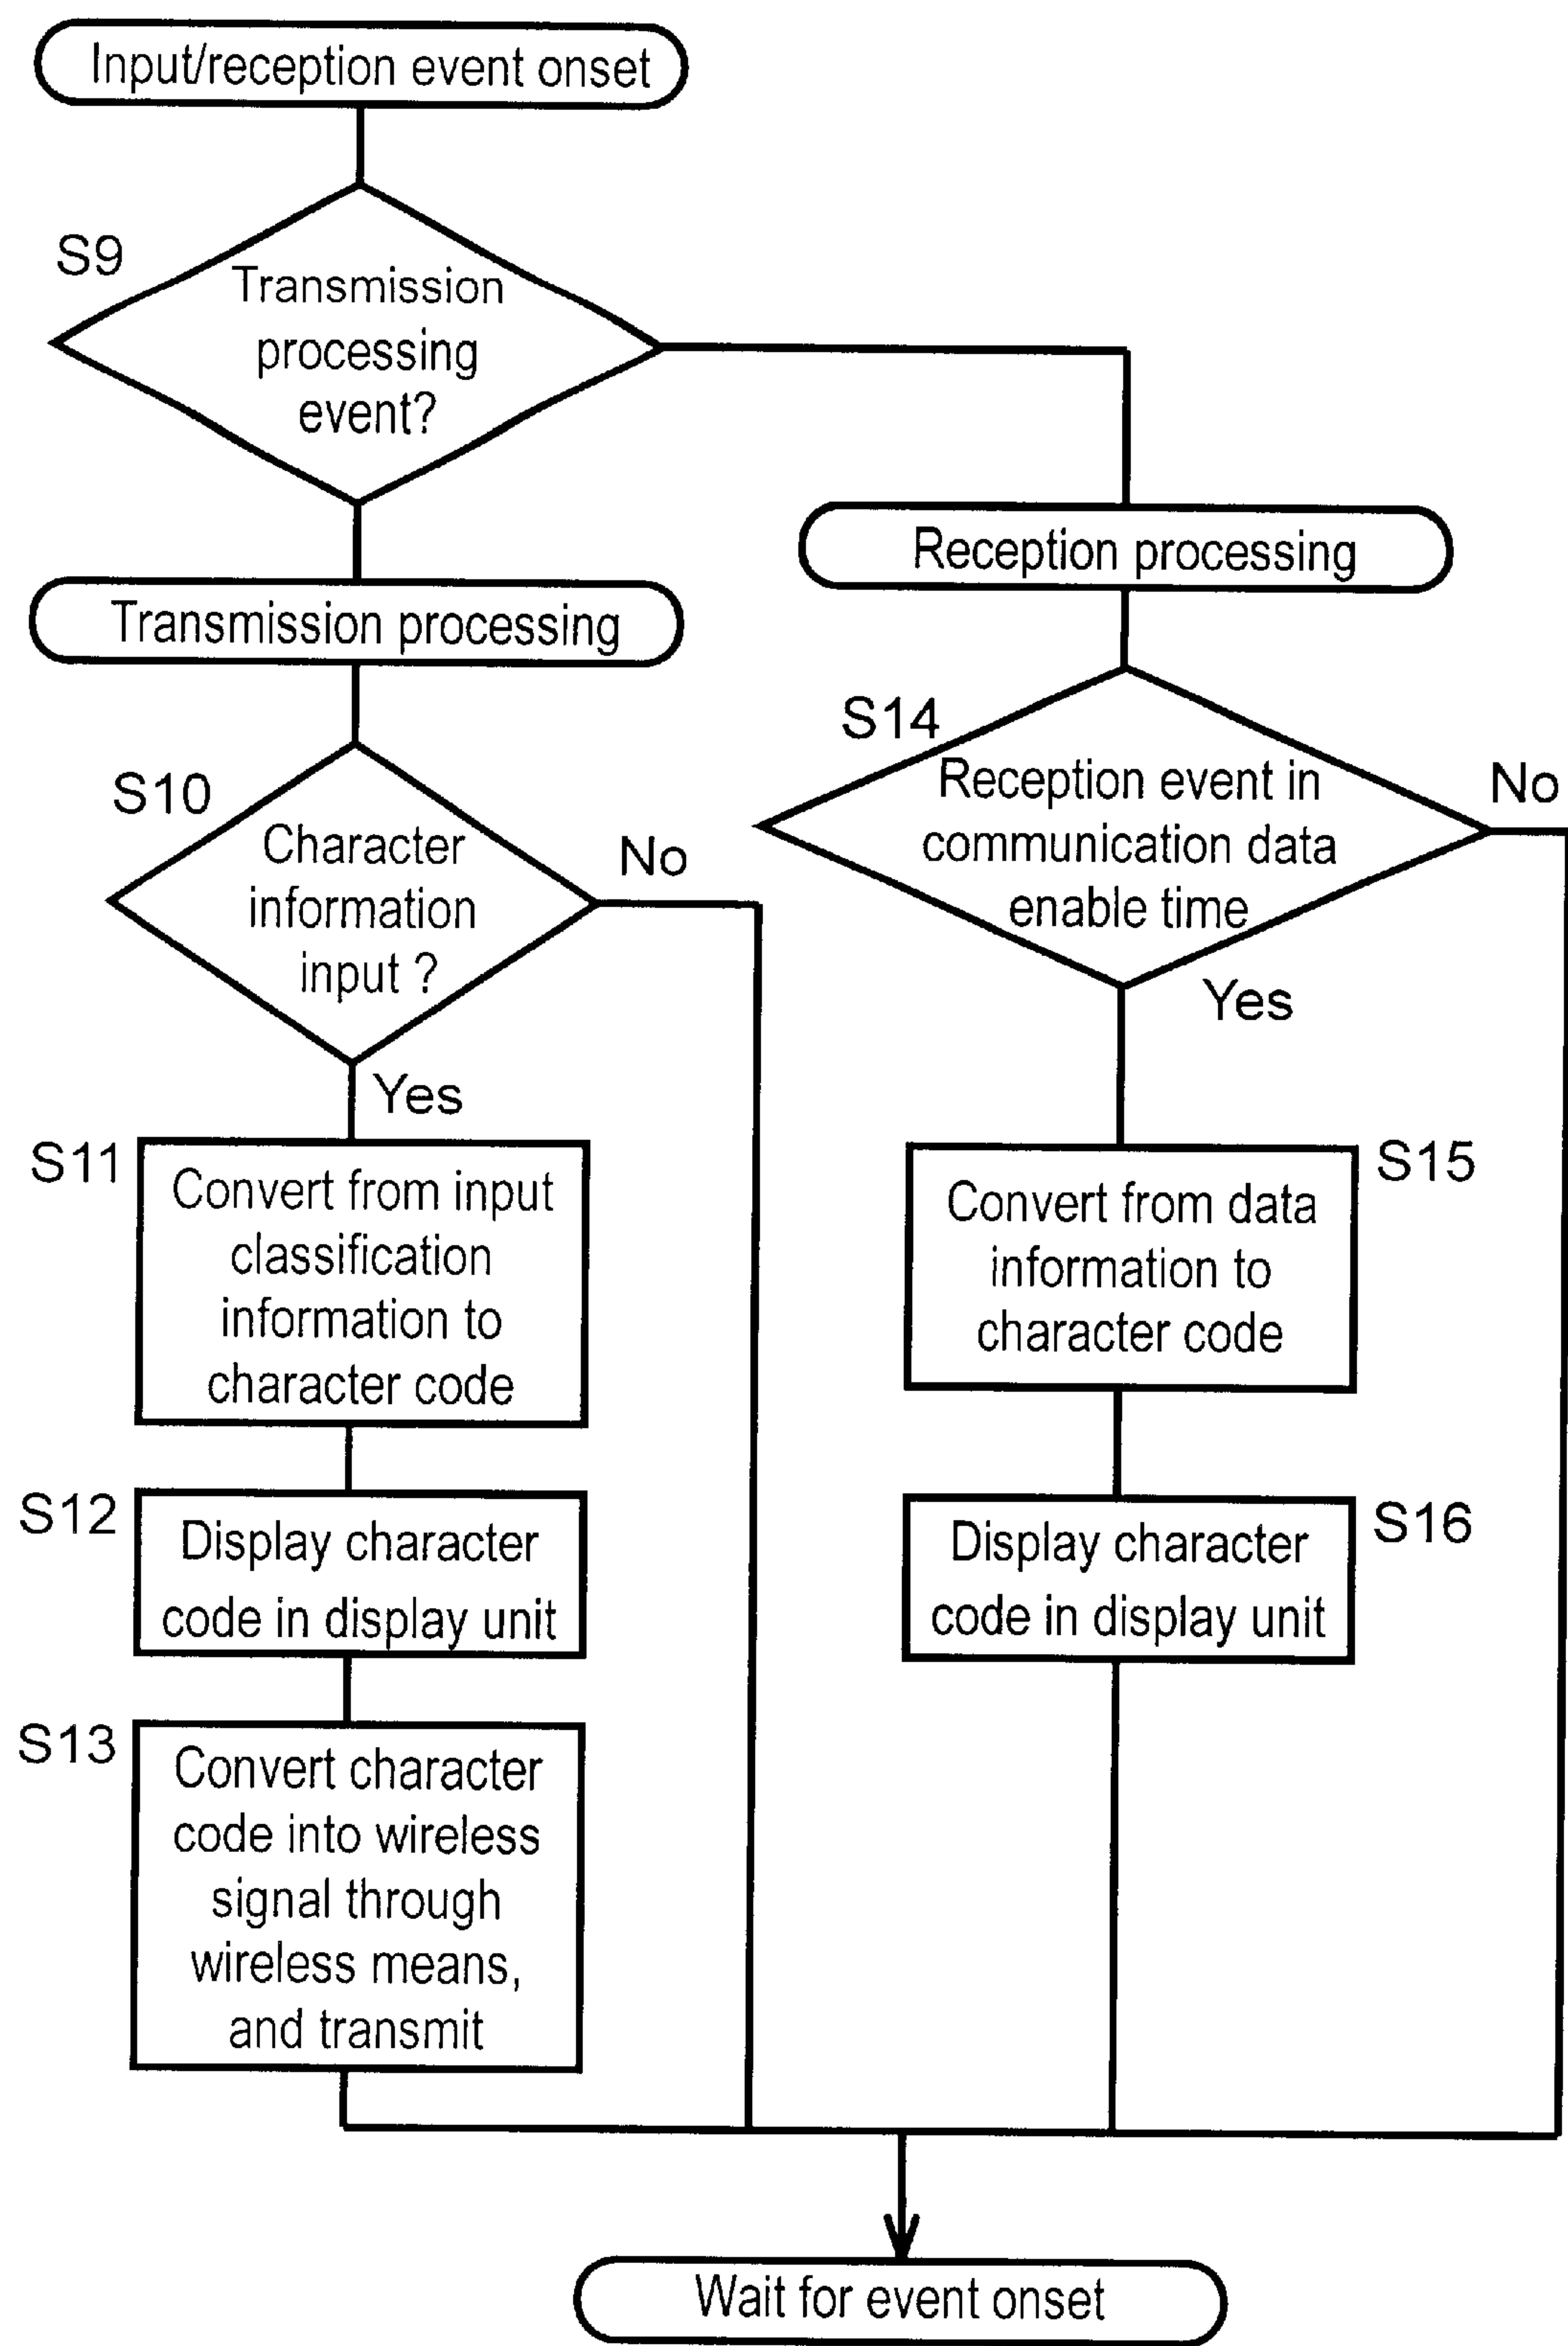 Input/reception event onset
S9
Transmission
processing
event?
Transmission processing
S10
Character
information
input ?
No
Yes
S11
Convert from input
classification
information to
character code
S12
Display character
code in display unit
S13
Convert character
code into wireless
signal through
wireless means,
and transmit
Reception processing
S14
Reception event in
communication data
enable time
No
Yes
S15
Convert from data
information to
character code
S16
Display character
code in display unit
Wait for event onset